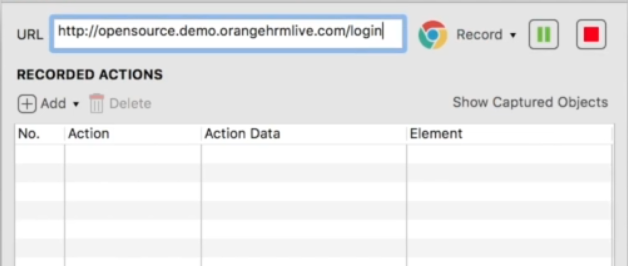 URL http://opensource.demo.orangehrmlive.com/login Record
RECORDED ACTIONS
Add Delete Show Captured Objects
No. Action Action Data Element